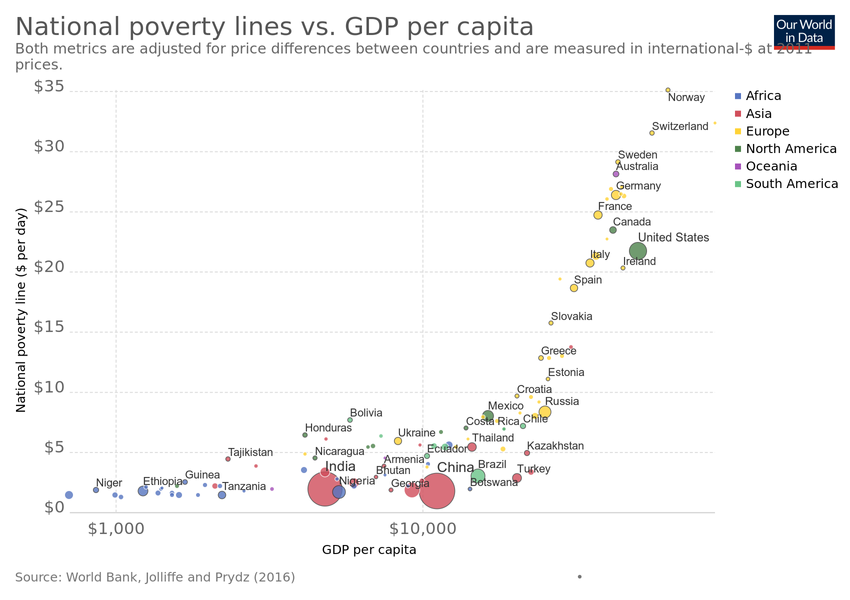 National poverty lines vs. GDP per capita
Our World
in Data
Both metrics are adjusted for price differences between countries and are measured in international-$ at 2011
prices.
$35
$30
$25
$20
$15
$10
$5
$0
National poverty line ($ per day)
Norway
Switzerland
Sweden
Australia
Germany
France
Canada
United States
Italy
Ireland
Spain
Slovakia
Greece
Estonia
Croatia
Russia
Mexico
Bolivia
Costa Rica
Chile
Honduras
Ukraine
Thailand
Nicaragua
Ecuador
Kazakhstan
Tajikistan
Armenia
India
China
Brazil
Bhutan
Turkey
Guinea
Niger
Ethiopia
Tanzania
Nigeria
Georgia
Botswana
$1,000
$10,000
GDP per capita
Africa
Asia
Europe
North America
Oceania
South America
Source: World Bank, Jolliffe and Prydz (2016)